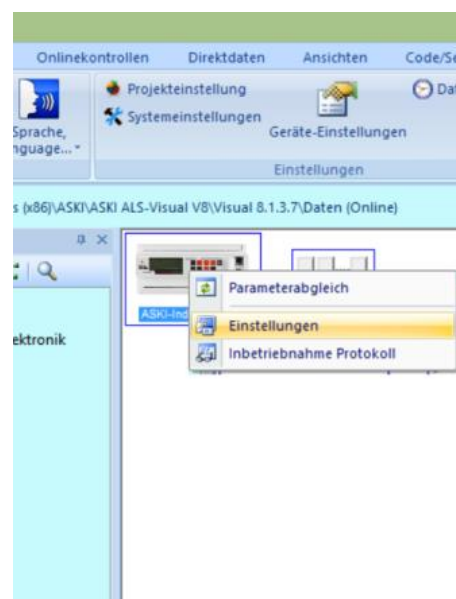 Onlinekontrollen Direktdaten Ansichten Code/Se
Projekteinstellung
Systemeinstellungen
Sprache,
nguage...
Geräte-Einstellungen
Dat
Einstellungen
s (x86)\ASKI\ASKI ALS-Visual V8\Visual 8.1.3.7\Daten (Online)
ektronik
ASKI-Ind
Parameterabgleich
Einstellungen
Inbetriebnahme Protokoll